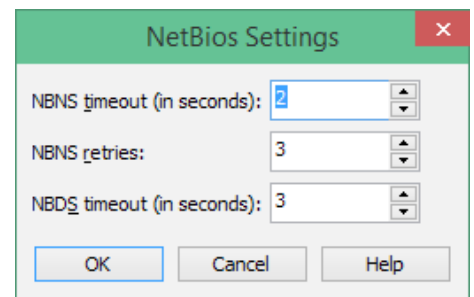 NetBios Settings
NBNS timeout (in seconds): 2
NBNS retries: 3
NBDS timeout (in seconds): 3
OK Cancel Help